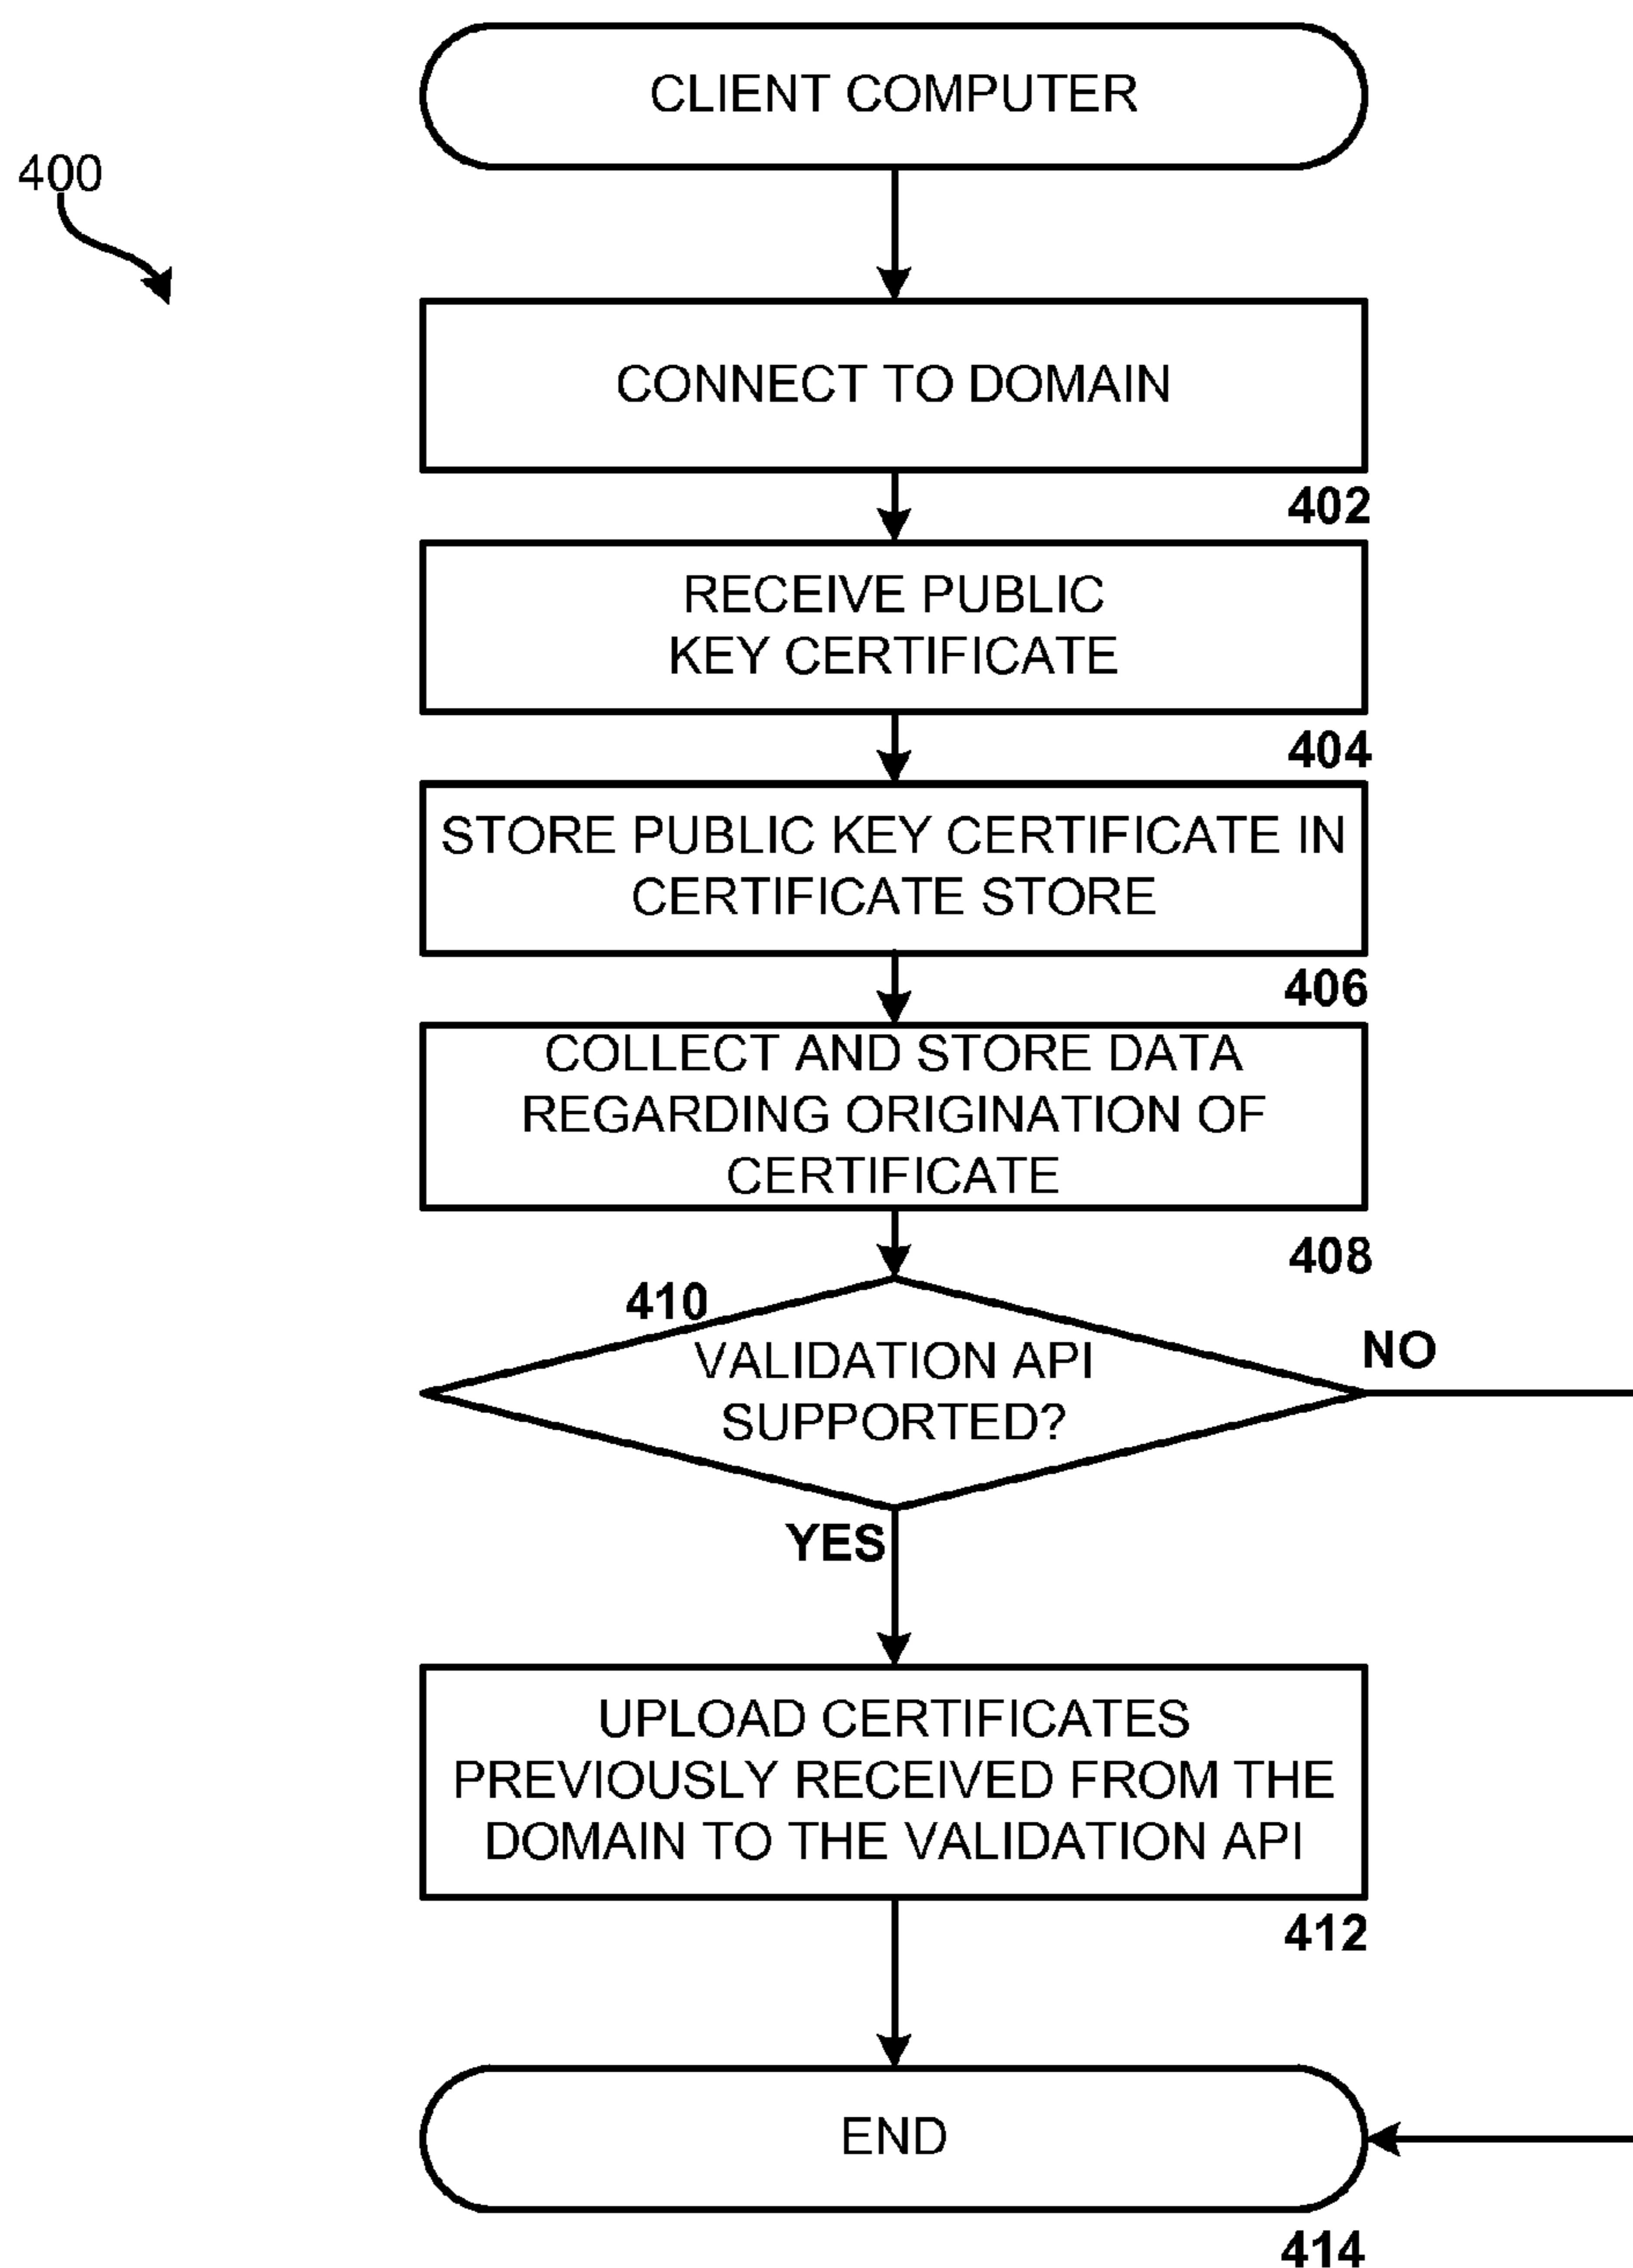 CLIENT COMPUTER
400
CONNECT TO DOMAIN
402
RECEIVE PUBLIC
KEY CERTIFICATE
404
STORE PUBLIC KEY CERTIFICATE IN
CERTIFICATE STORE
406
COLLECT AND STORE DATA
REGARDING ORIGINATION OF
CERTIFICATE
408
410
VALIDATION API
SUPPORTED?
NO
YES
UPLOAD CERTIFICATES
PREVIOUSLY RECEIVED FROM THE
DOMAIN TO THE VALIDATION API
412
END
414